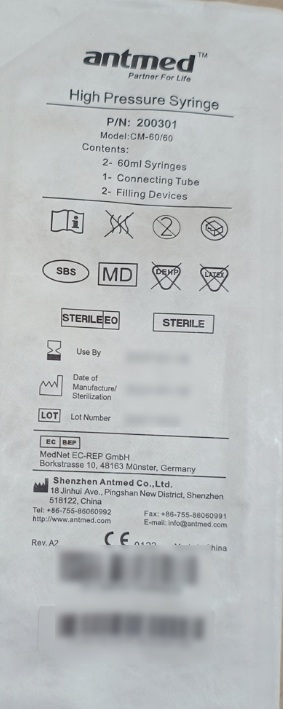 antmed™
Partner For Life
High Pressure Syringe
P/N: 200301
Model:CM-60/60
Contents:
2- 60ml Syringes
1- Connecting Tube
2- Filling Devices
2
SBS
MD
DEHP
LATEX
STERILE EO
STERILE
Use By
Date of
Manufacture/
Sterilization
LOT
Lot Number
EC REP
MedNet EC-REP GmbH
Borkstrasse 10, 48163 Münster, Germany
Shenzhen Antmed Co.,Ltd.
18 Jinhui Ave., Pingshan New District, Shenzhen
518122, China
Tel: +86-755-86060992 Fax: +86-755-86060991
http://www.antmed.com E-mail: info@antmed.com
Rev. A2 CE